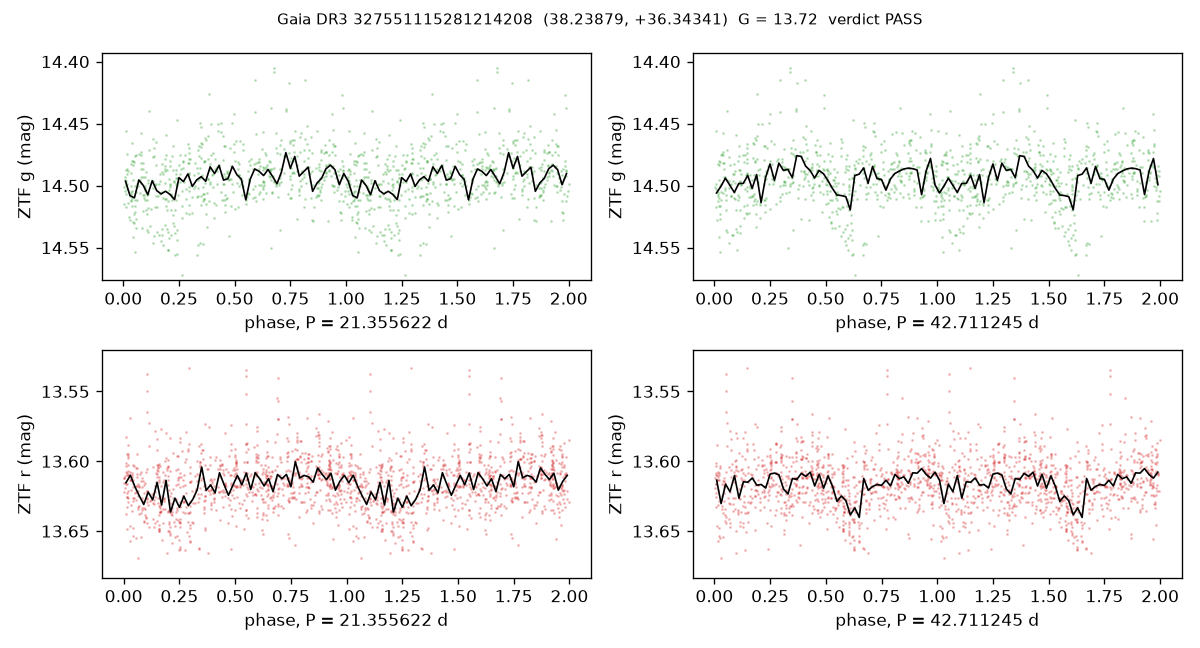 Gaia DR3 327551115281214208 (38.23879, +36.34341) G = 13.72 verdict PASS
14.40
14.45
14.50
14.55
ZTF g (mag)
0.00 0.25 0.50 0.75 1.00 1.25 1.50 1.75 2.00
phase, P = 21.355622 d
14.40
14.45
14.50
14.55
ZTF g (mag)
0.00 0.25 0.50 0.75 1.00 1.25 1.50 1.75 2.00
phase, P = 42.711245 d
13.55
13.60
13.65
ZTF r (mag)
0.00 0.25 0.50 0.75 1.00 1.25 1.50 1.75 2.00
phase, P = 21.355622 d
13.55
13.60
13.65
ZTF r (mag)
0.00 0.25 0.50 0.75 1.00 1.25 1.50 1.75 2.00
phase, P = 42.711245 d